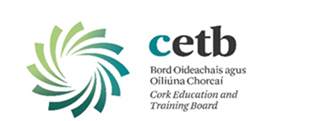 cetb
Bord Oideachais agus
Oiliúna Chorcaí
Cork Education and
Training Board